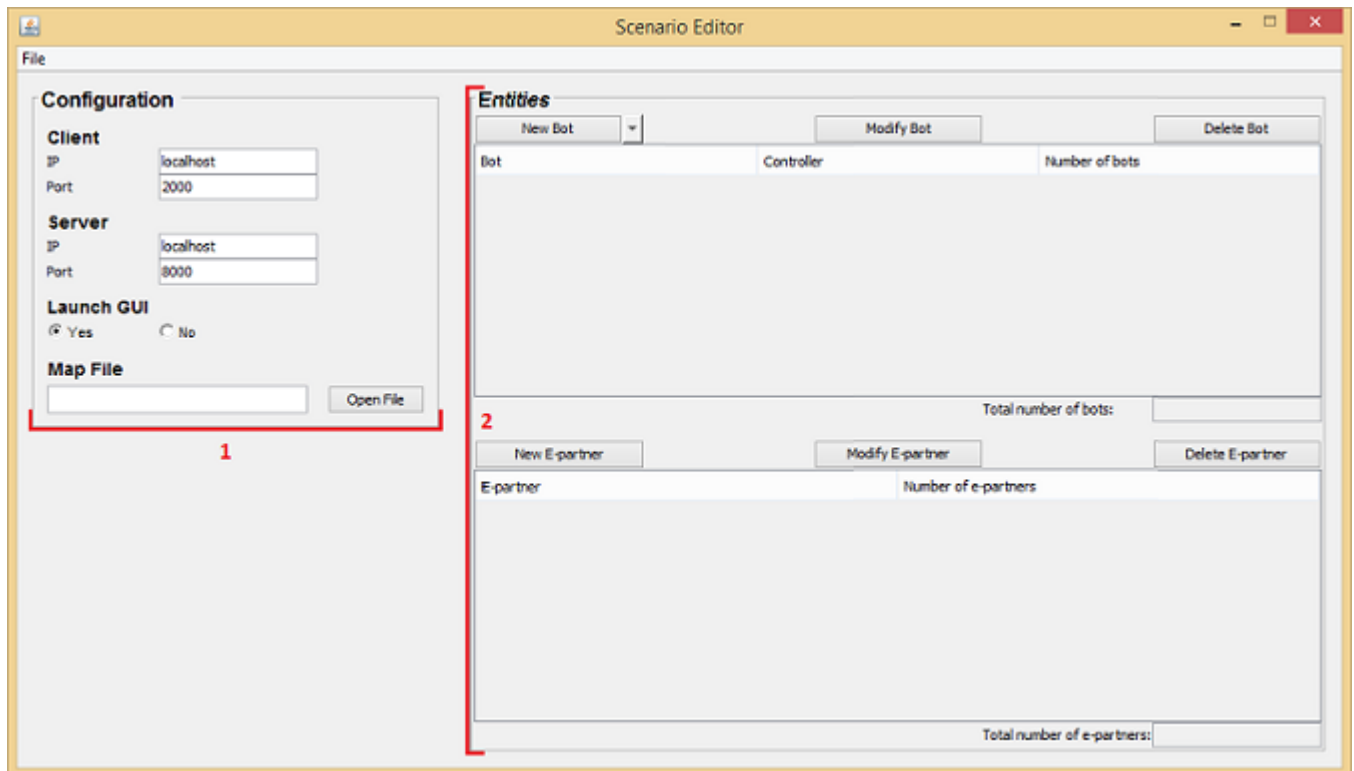 Scenario Editor
File
Configuration
Client
IP localhost
Port 2000
Server
IP localhost
Port 8000
Launch GUI
Yes No
Map File
Open File
1
Entities
New Bot Modify Bot Delete Bot
Bot Controller Number of bots
Total number of bots:
2
New E-partner Modify E-partner Delete E-partner
E-partner Number of e-partners
Total number of e-partners: